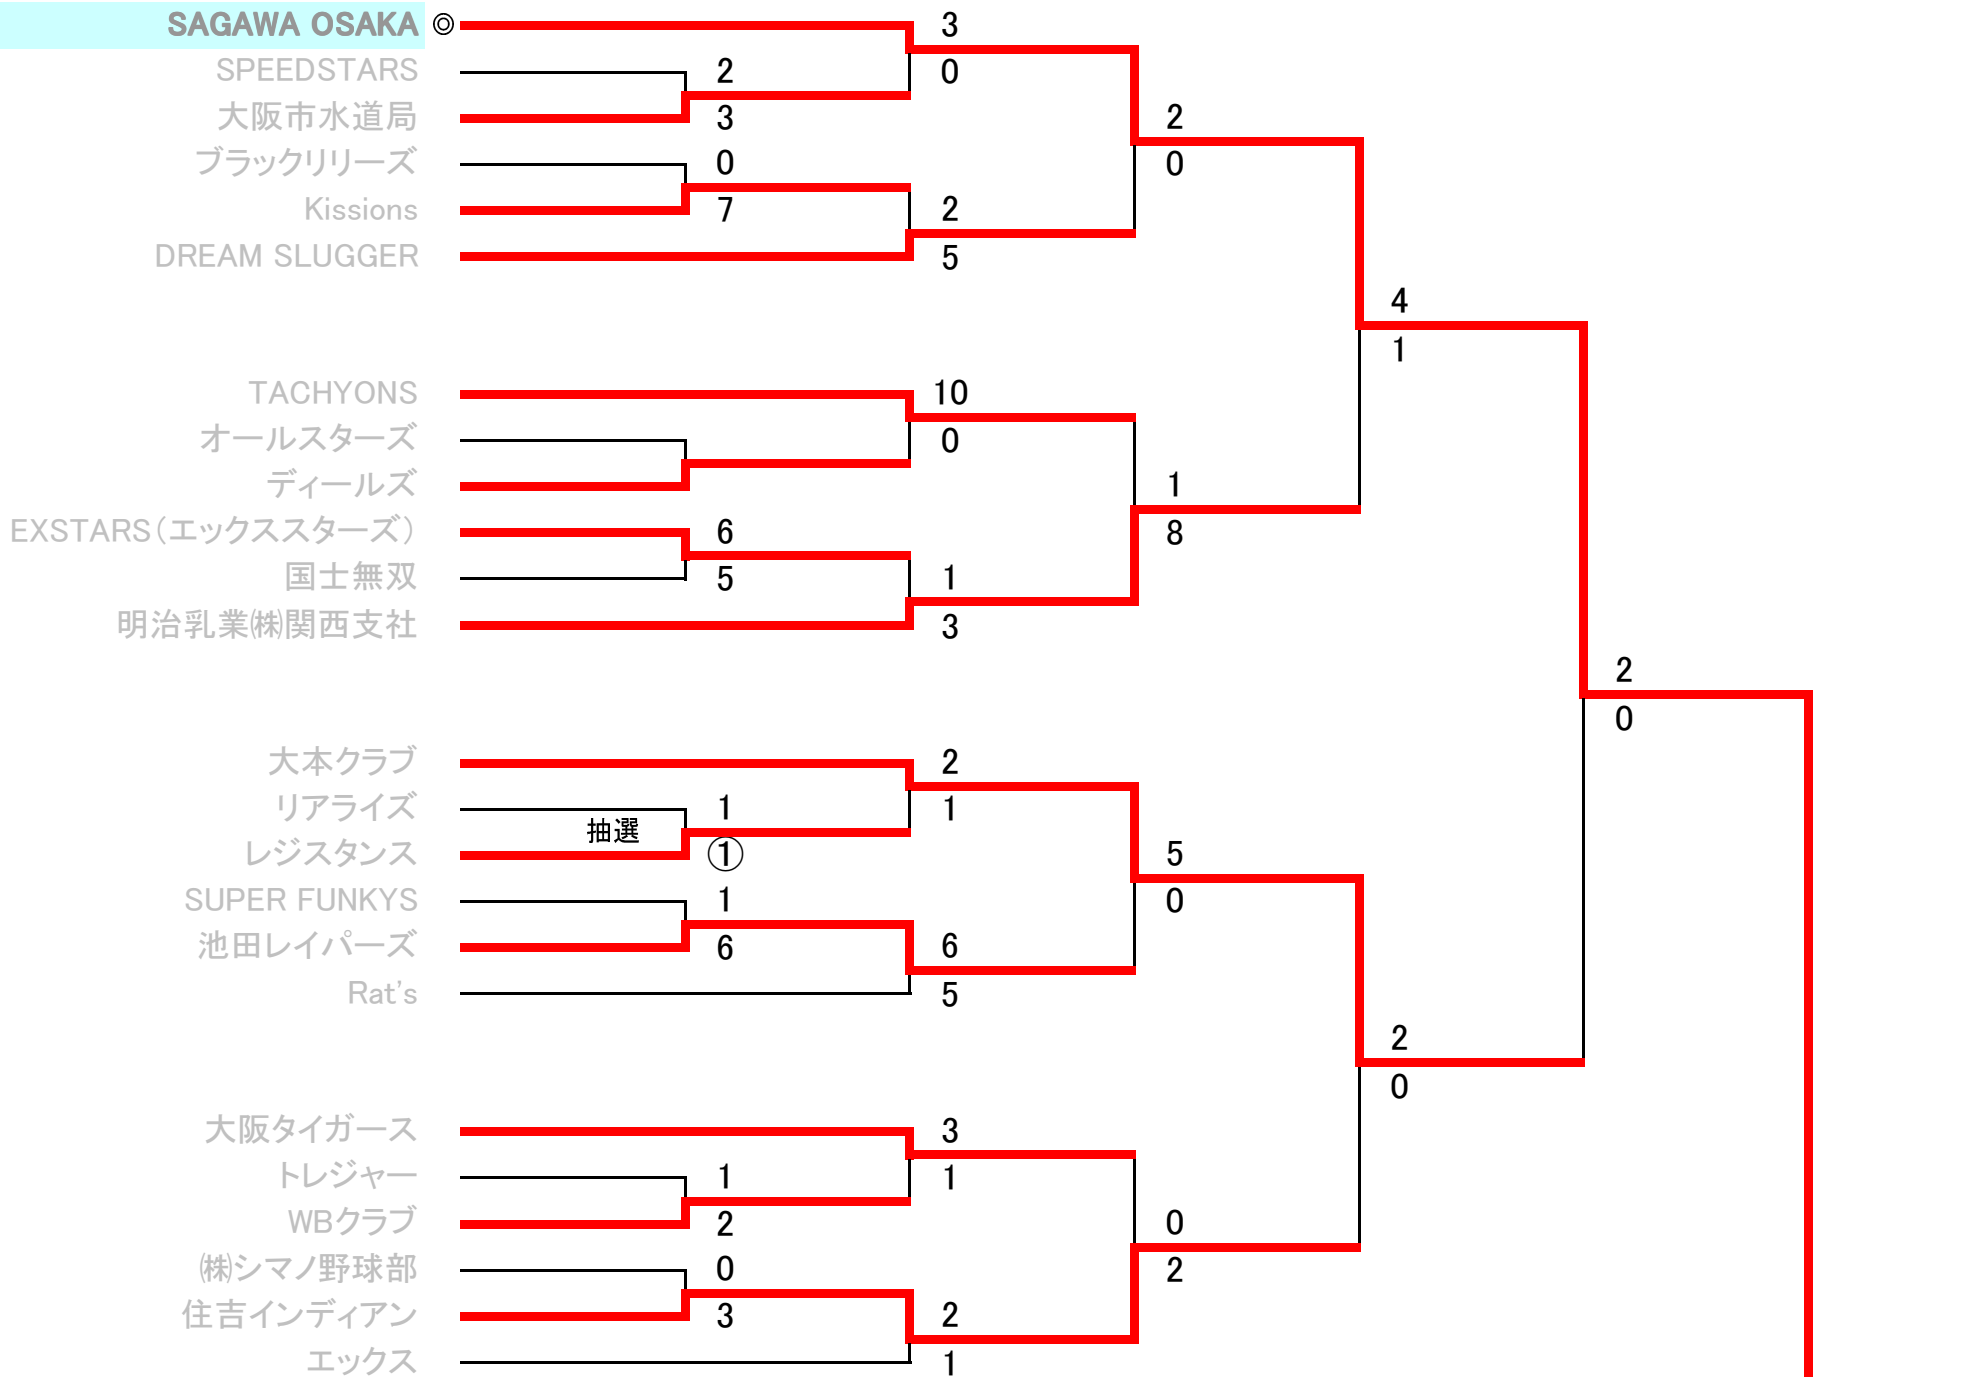 SAGAWA OSAKA ◎ 3
SPEEDSTARS 2 0
大阪市水道局 3 2
ブラックリリーズ 0 0
Kissions 7 2
DREAM SLUGGER 5
4
1
TACHYONS 10
オールスターズ 0
ディールズ 1
EXSTARS（エックススターズ） 6 8
国士無双 5 1
明治乳業㈱関西支社 3
2
0
大本クラブ 2
リアライズ 1 1
抽選
レジスタンス ① 5
SUPER FUNKYS 1 0
池田レイパーズ 6 6
Rat's 5
2
0
大阪タイガース 3
トレジャー 1 1
WBクラブ 2 0
㈱シマノ野球部 0 2
住吉インディアン 3 2
エックス 1